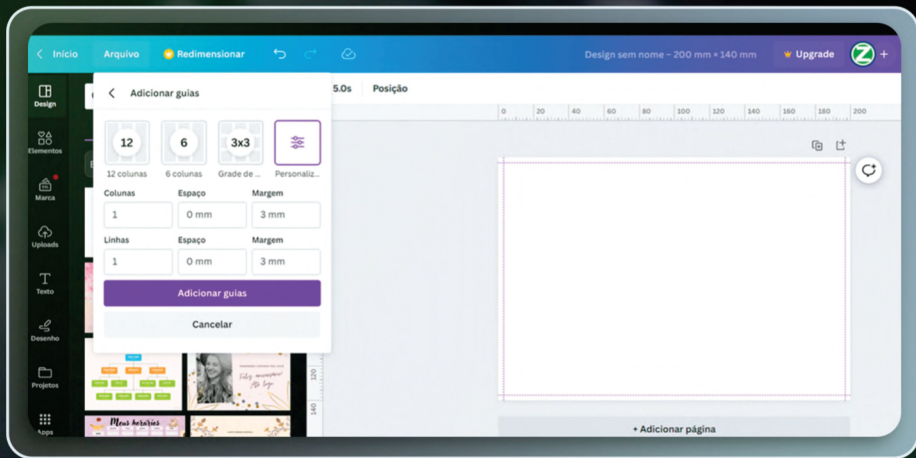 Início Arquivo Redimensionar Design sem nome – 200 mm × 140 mm Upgrade Z +
Design
Elementos
Marca
Uploads
Texto
Desenho
Projetos
Apps
Adicionar guias
12 6 3x3
12 colunas 6 colunas Grade de ... Personaliz...
Colunas Espaço Margem
1 0 mm 3 mm
Linhas Espaço Margem
1 0 mm 3 mm
Adicionar guias
Cancelar
5.0s Posição
0 20 40 60 80 100 120 140 160 180 200
120
140
Meus horários
+ Adicionar página